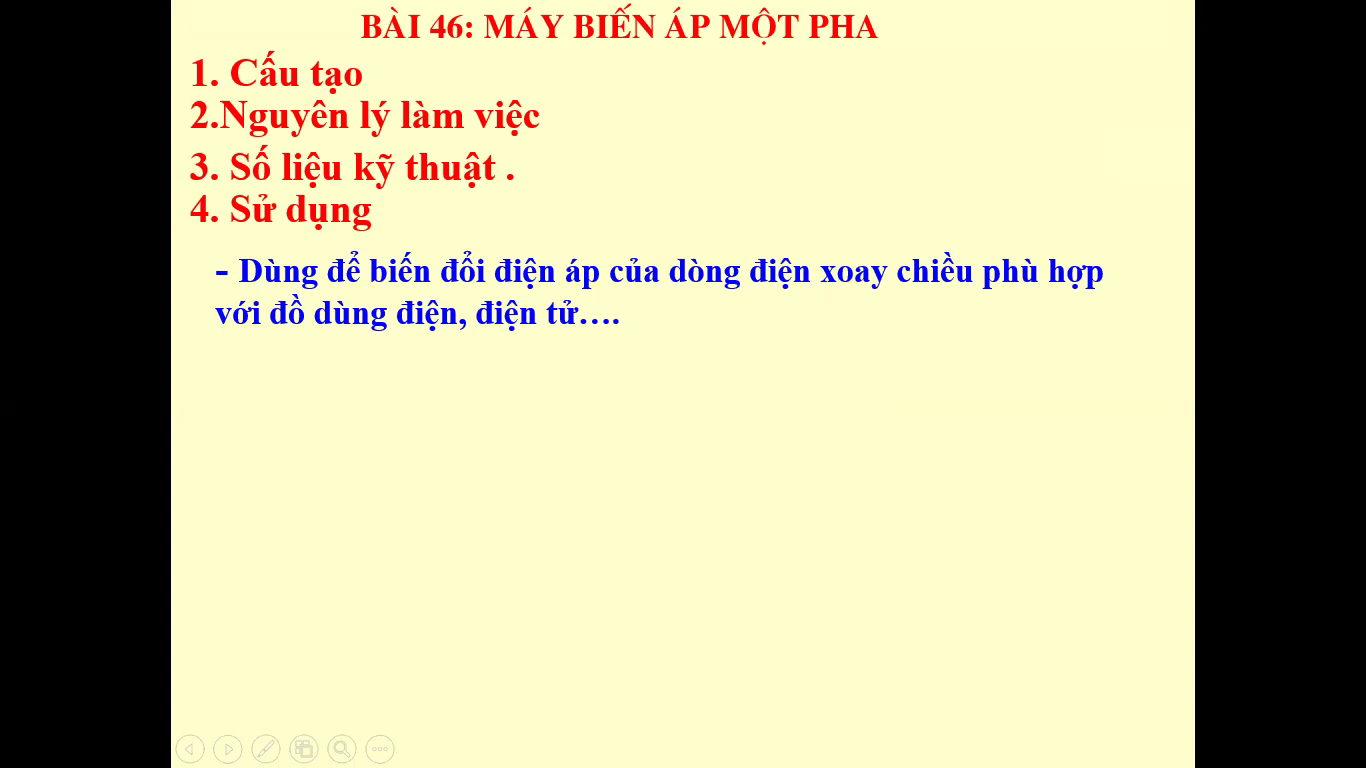 BÀI 46: MÁY BIẾN ÁP MỘT PHA
1. Cấu tạo
2.Nguyên lý làm việc
3. Số liệu kỹ thuật .
4. Sử dụng
- Dùng để biến đổi điện áp của dòng điện xoay chiều phù hợp
với đồ dùng điện, điện tử….